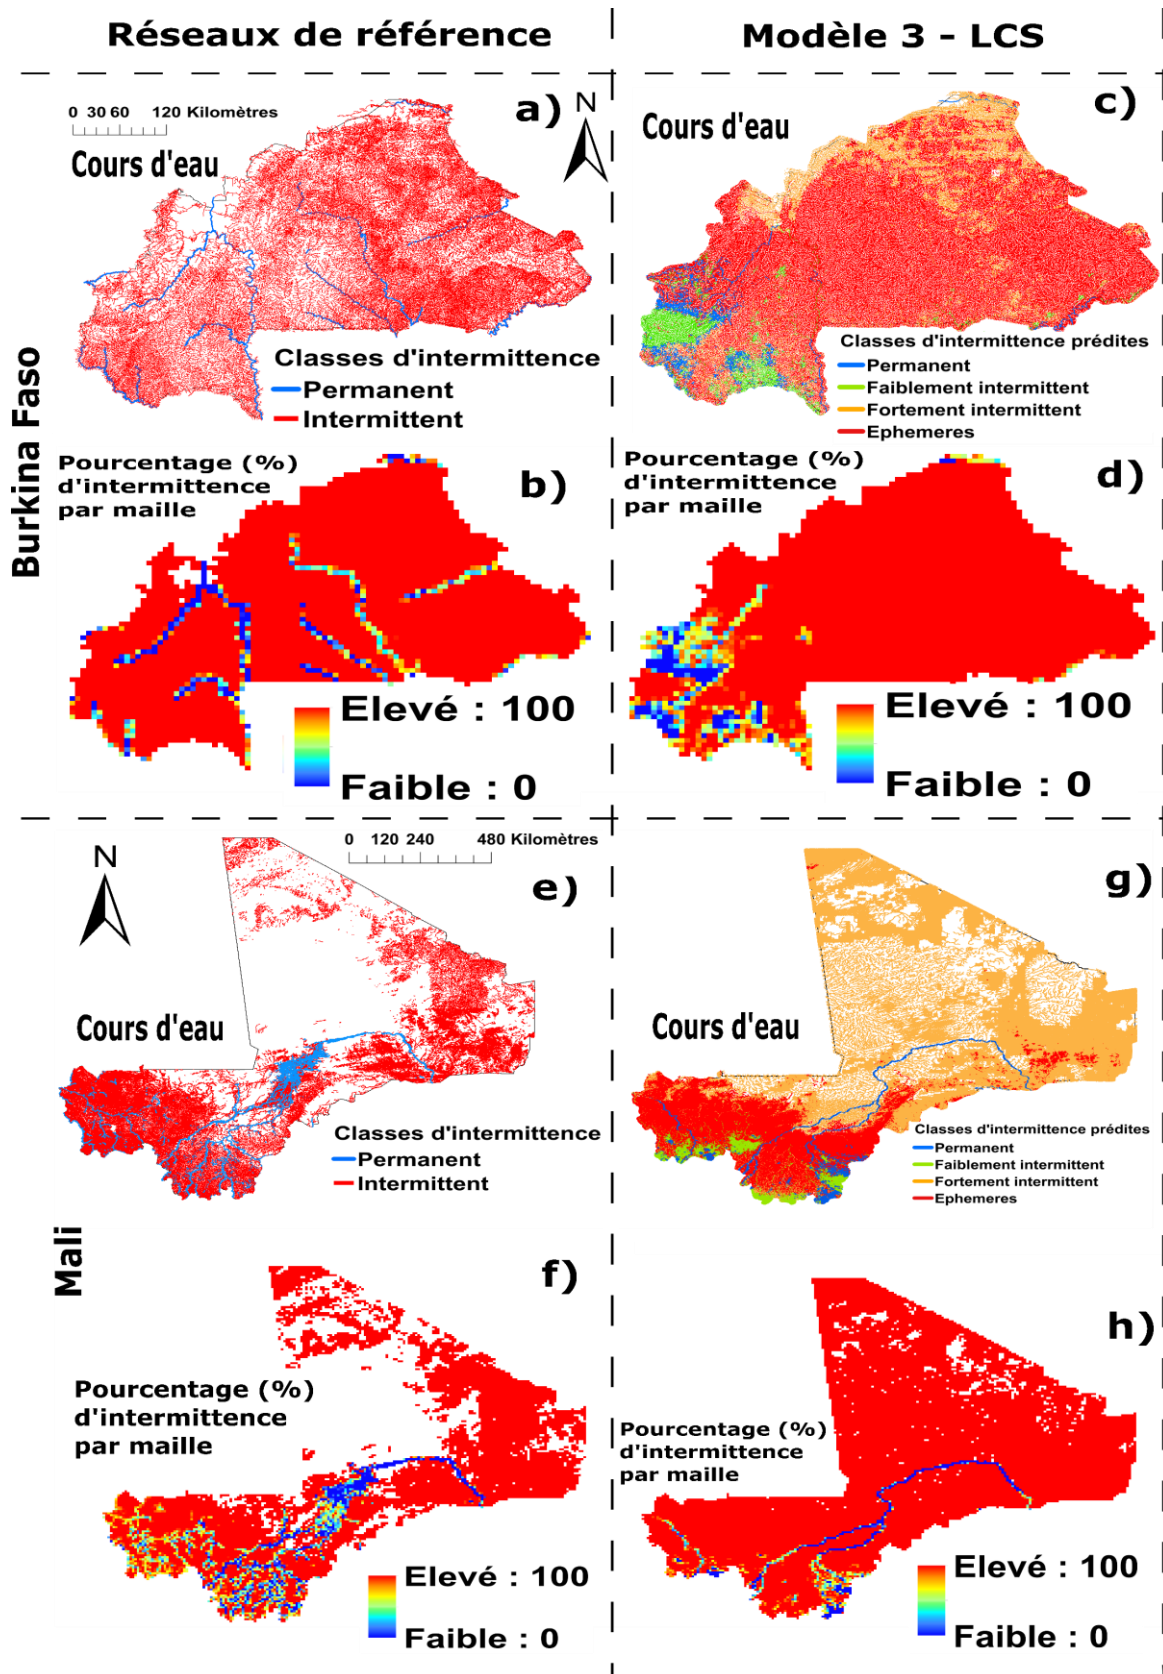 Réseaux de référence
Modèle 3 - LCS
Burkina Faso
a)
0 30 60 120 Kilomètres
N
Cours d'eau
Classes d'intermittence
Permanent
Intermittent
c)
Cours d'eau
Classes d'intermittence prédites
Permanent
Faiblement intermittent
Fortement intermittent
Ephemeres
Pourcentage (%)
d'intermittence
par maille
b)
Elevé : 100
Faible : 0
Pourcentage (%)
d'intermittence
par maille
d)
Elevé : 100
Faible : 0
Mali
0 120 240 480 Kilomètres
N
e)
Cours d'eau
Classes d'intermittence
Permanent
Intermittent
g)
Cours d'eau
Classes d'intermittence prédites
Permanent
Faiblement intermittent
Fortement intermittent
Ephemeres
f)
Pourcentage (%)
d'intermittence
par maille
Elevé : 100
Faible : 0
h)
Pourcentage (%)
d'intermittence
par maille
Elevé : 100
Faible : 0